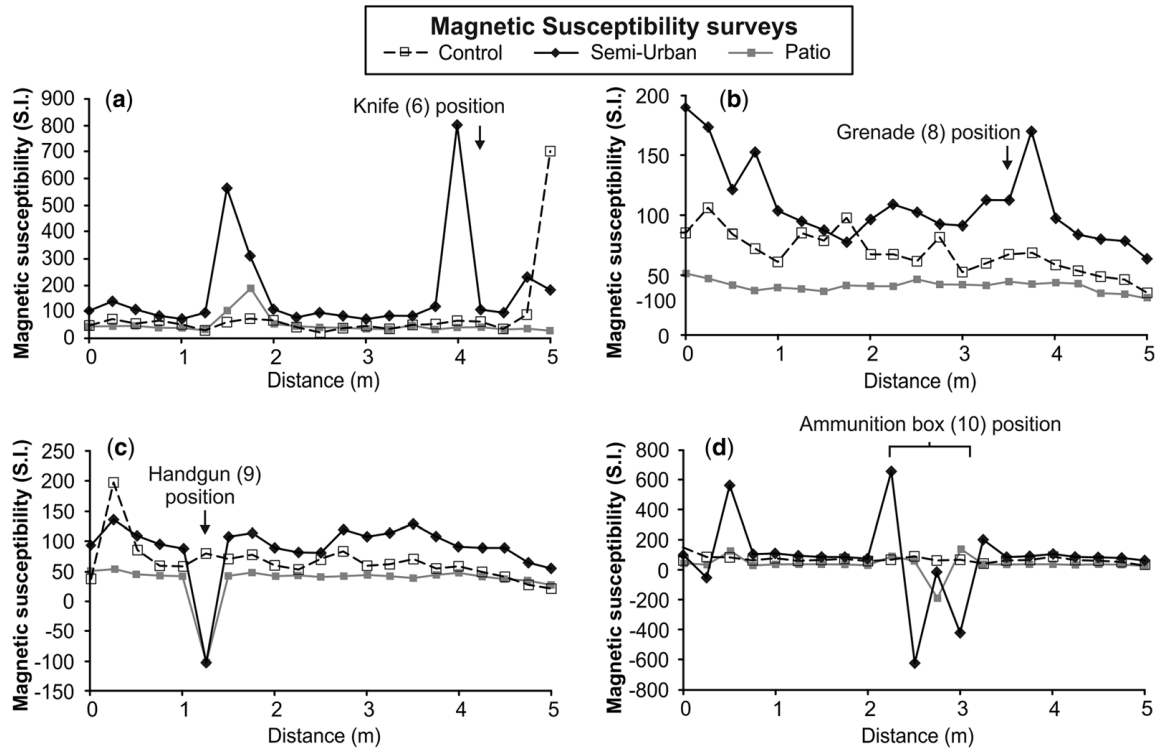 Magnetic Susceptibility surveys
Control Semi-Urban Patio
(a)
Knife (6) position
Magnetic susceptibility (S.I.)
900
800
700
600
500
400
300
200
100
0
0 1 2 3 4 5
Distance (m)
(b)
Grenade (8) position
Magnetic susceptibility (S.I.)
200
150
100
50
-100
0
0 1 2 3 4 5
Distance (m)
(c)
Handgun (9)
position
Magnetic susceptibility (S.I.)
250
200
150
100
50
0
-50
-100
-150
0 1 2 3 4 5
Distance (m)
Ammunition box (10) position
(d)
Magnetic susceptibility (S.I.)
800
600
400
200
0
-200
-400
-600
-800
0 1 2 3 4 5
Distance (m)